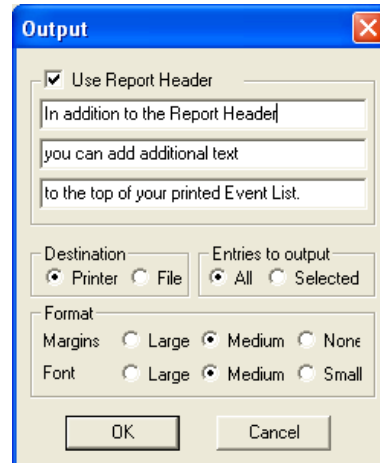 Output
Use Report Header
In addition to the Report Header
you can add additional text
to the top of your printed Event List.
Destination
Printer File
Entries to output
All Selected
Format
Margins Large Medium None
Font Large Medium Small
OK Cancel